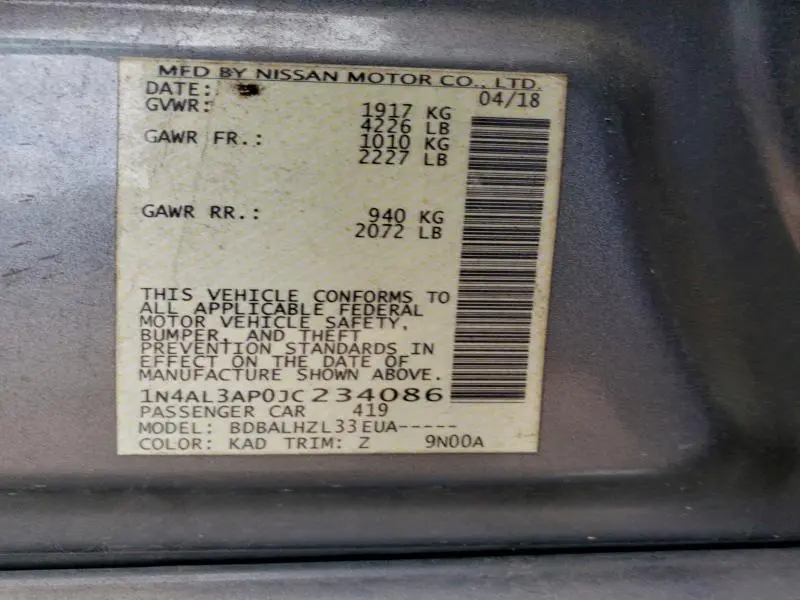 MFD BY NISSAN MOTOR CO., LTD.
DATE: 04/18
GVWR: 1917 KG
4226 LB
GAWR FR.: 1010 KG
2227 LB
GAWR RR.: 940 KG
2072 LB
THIS VEHICLE CONFORMS TO
ALL APPLICABLE FEDERAL
MOTOR VEHICLE SAFETY,
BUMPER, AND THEFT
PREVENTION STANDARDS IN
EFFECT ON THE DATE OF
MANUFACTURE SHOWN ABOVE.
1N4AL3AP0JC234086
PASSENGER CAR 419
MODEL: BDBALHZL33EUA-----
COLOR: KAD TRIM: Z 9N00A